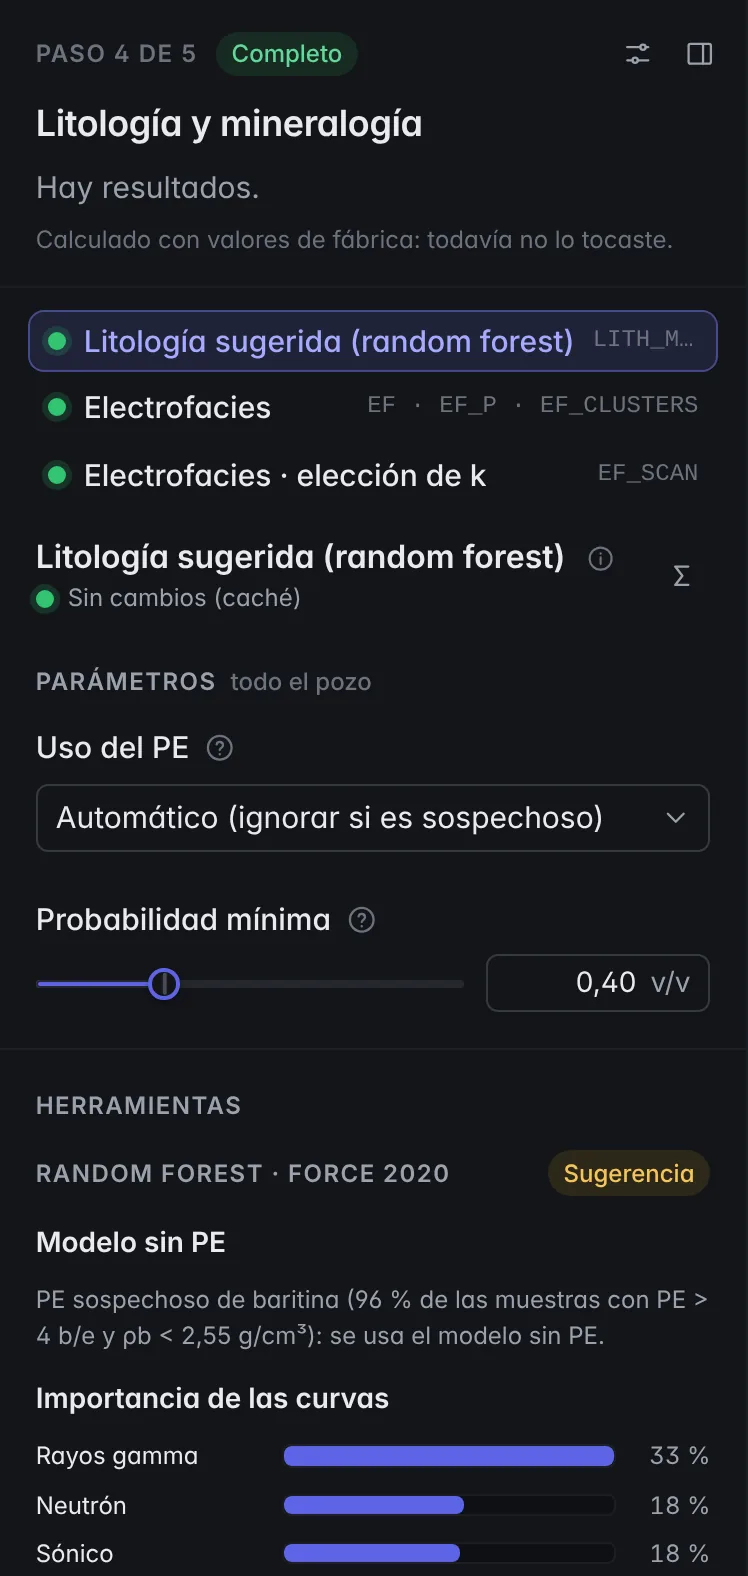 PASO 4 DE 5 Completo
Litología y mineralogía
Hay resultados.
Calculado con valores de fábrica: todavía no lo tocaste.
Litología sugerida (random forest) LITH_M…
Electrofacies EF · EF_P · EF_CLUSTERS
Electrofacies · elección de k EF_SCAN
Litología sugerida (random forest) Σ
Sin cambios (caché)
PARÁMETROS todo el pozo
Uso del PE
Automático (ignorar si es sospechoso)
Probabilidad mínima
0,40 v/v
HERRAMIENTAS
RANDOM FOREST · FORCE 2020 Sugerencia
Modelo sin PE
PE sospechoso de baritina (96 % de las muestras con PE >
4 b/e y ρb < 2,55 g/cm³): se usa el modelo sin PE.
Importancia de las curvas
Rayos gamma 33 %
Neutrón 18 %
Sónico 18 %